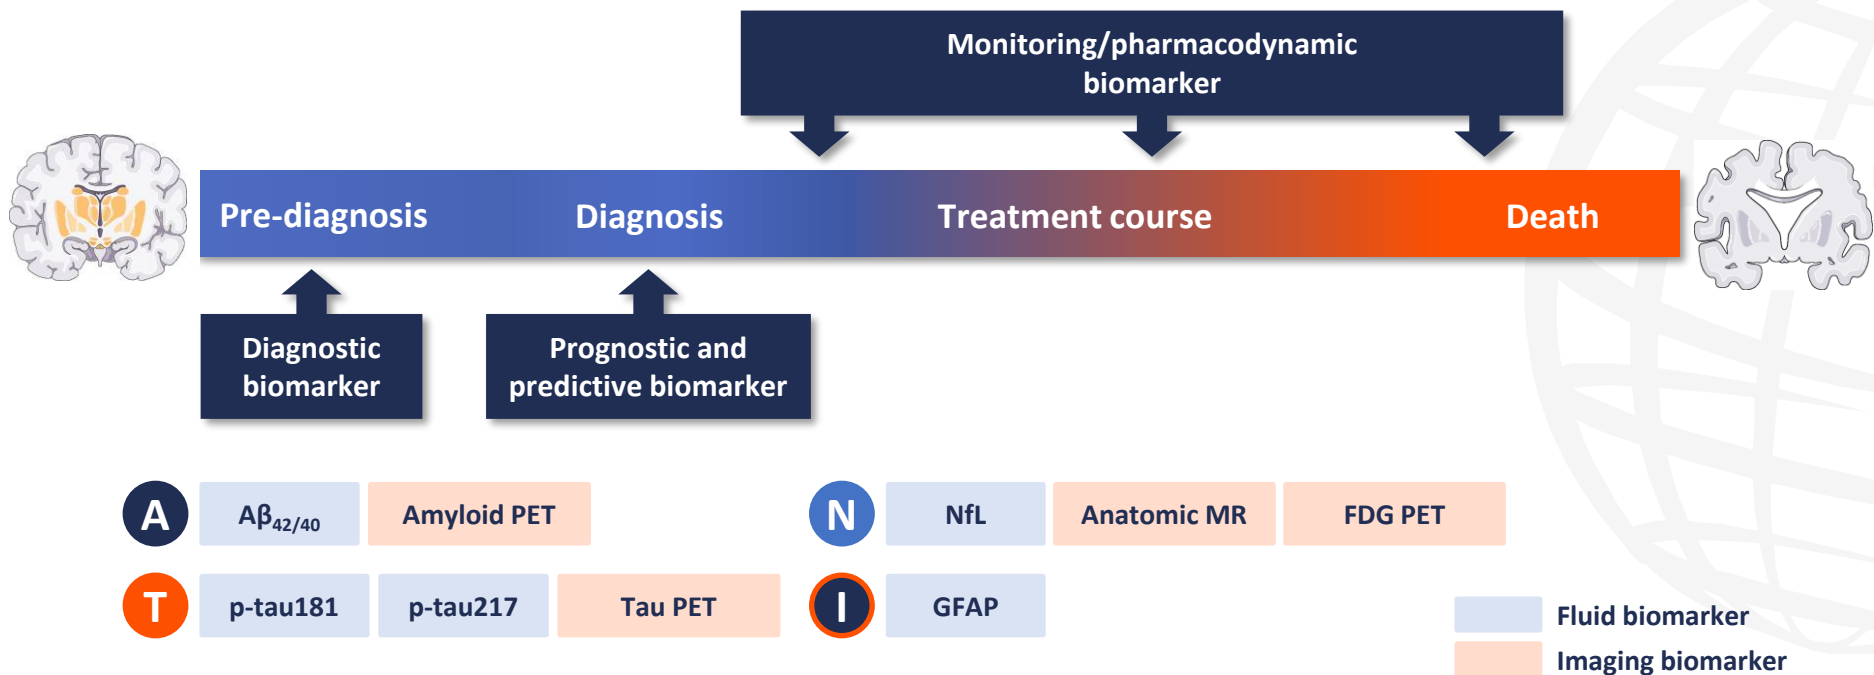 Monitoring/pharmacodynamic
biomarker
Pre-diagnosis
Diagnosis
Treatment course
Death
Diagnostic
biomarker
Prognostic and
predictive biomarker
A
Aβ42/40
Amyloid PET
N
NfL
Anatomic MR
FDG PET
T
p-tau181
p-tau217
Tau PET
I
GFAP
Fluid biomarker
Imaging biomarker